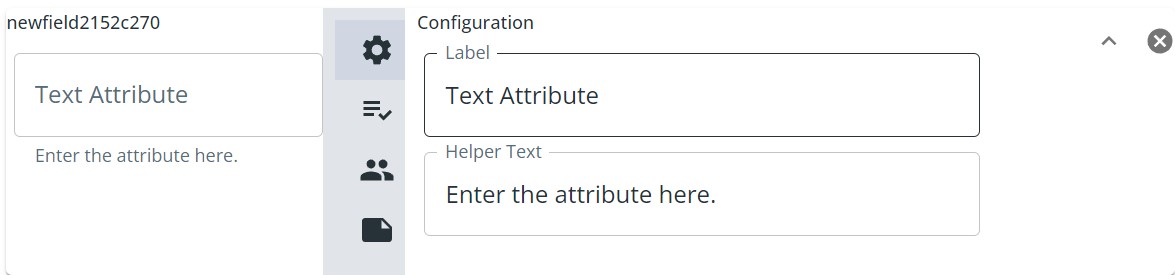 newfield2152c270
Text Attribute
Enter the attribute here.
Configuration
Label
Text Attribute
Helper Text
Enter the attribute here.